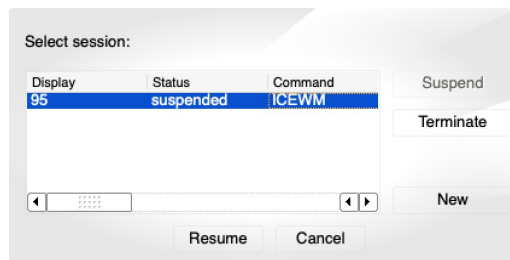 Select session:
Display Status Command Suspend
95 suspended ICEWM
Terminate
New
Resume Cancel